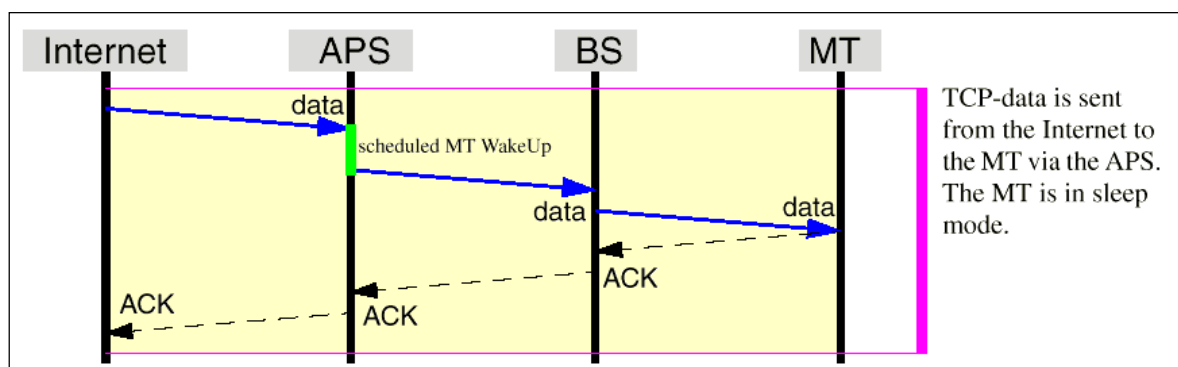 Internet APS BS MT
data
scheduled MT WakeUp
data
data
ACK
ACK
ACK
TCP-data is sent
from the Internet to
the MT via the APS.
The MT is in sleep
mode.